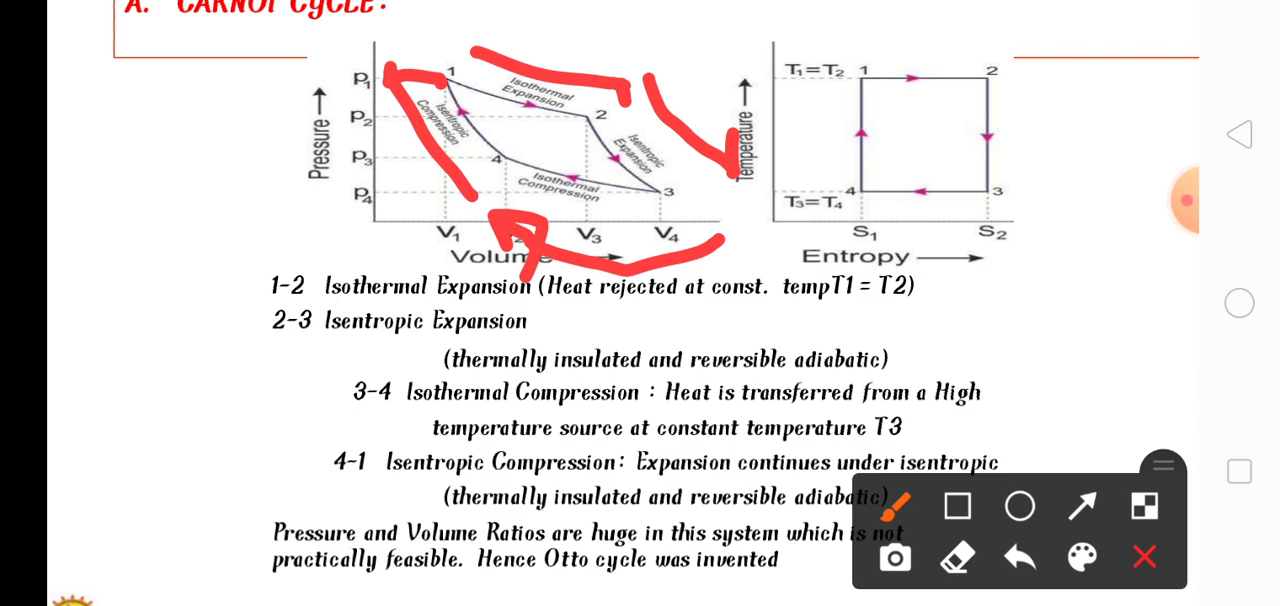 A. CARNOT CYCLE:
Pressure
P1
P2
P3
P4
1
Isothermal
Expansion
2
Isentropic
Compression
Isentropic
Expansion
4
Isothermal
Compression
3
V1
V3
V4
Temperature
T1=T2 1
2
T3=T4
4
3
S1
S2
Entropy
1-2 Isothermal Expansion (Heat rejected at const. tempT1 = T2)
2-3 Isentropic Expansion
(thermally insulated and reversible adiabatic)
3-4 Isothermal Compression : Heat is transferred from a High
temperature source at constant temperature T3
4-1 Isentropic Compression: Expansion continues under isentropic
(thermally insulated and reversible adiabatic)
Pressure and Volume Ratios are huge in this system which is not
practically feasible. Hence Otto cycle was invented